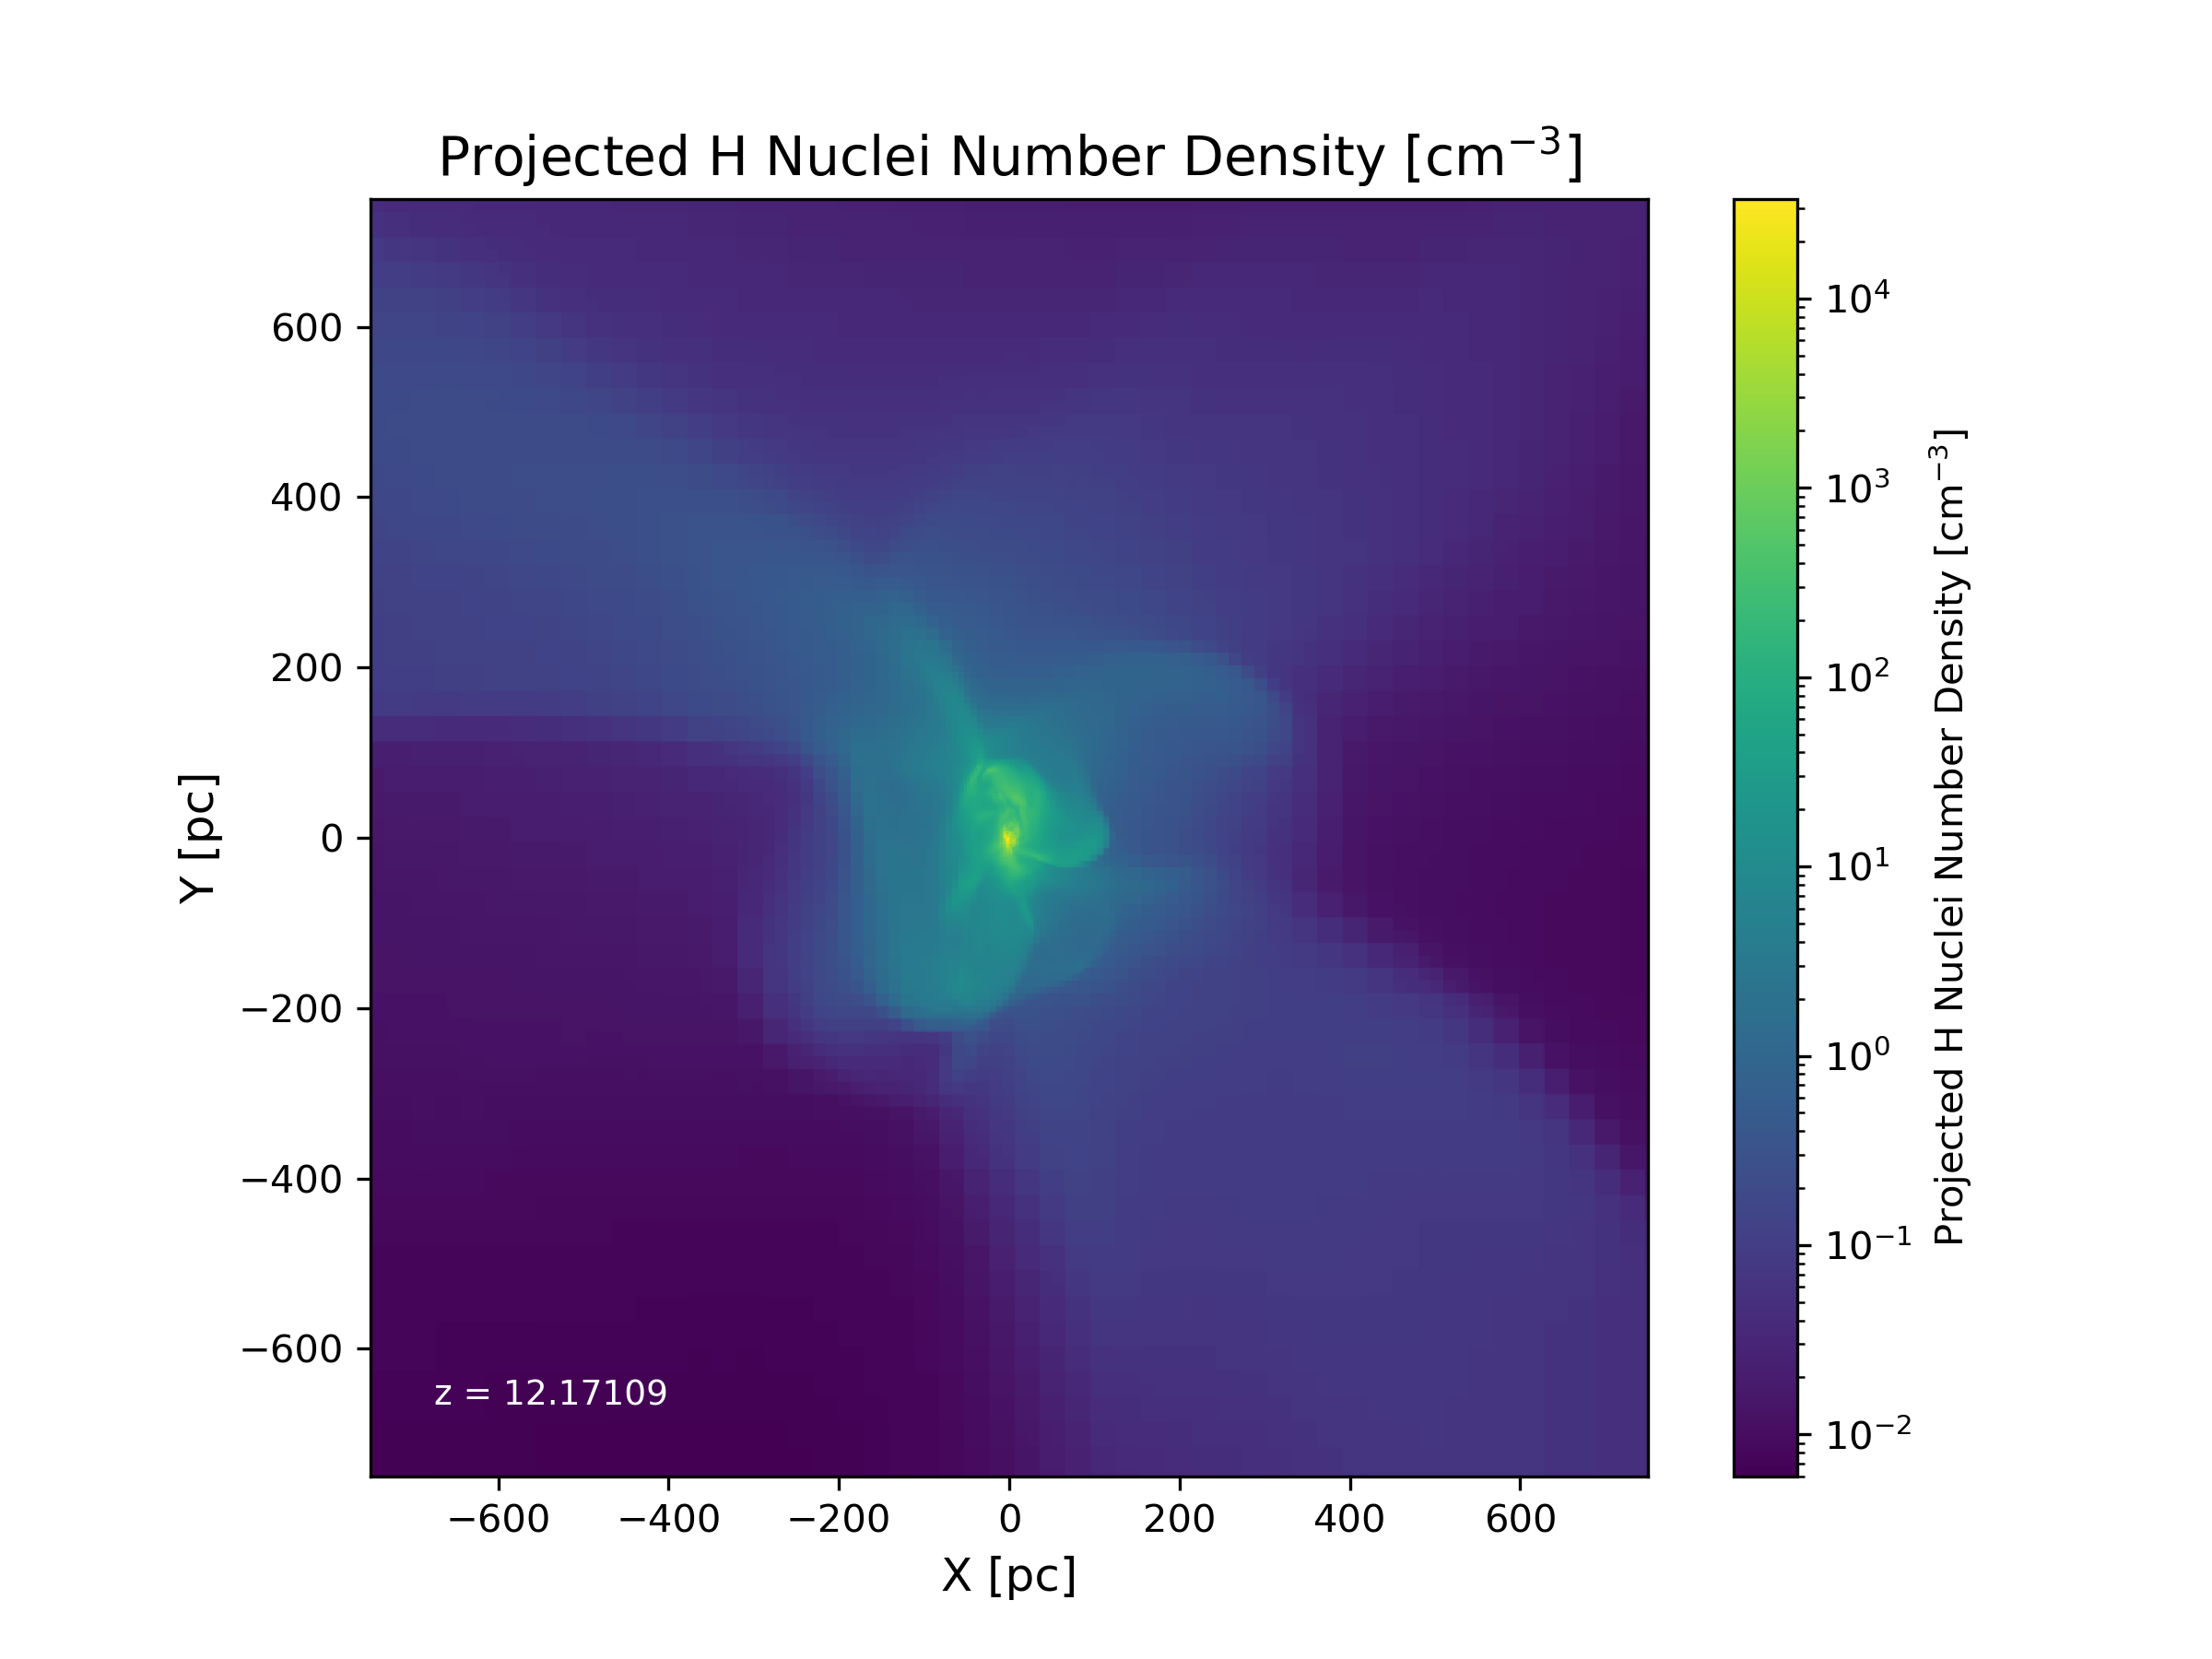 Projected H Nuclei Number Density [cm⁻³]
Y [pc]
600
400
200
0
−200
−400
−600
z = 12.17109
−600 −400 −200 0 200 400 600
X [pc]
10⁴
10³
10²
10¹
10⁰
10⁻¹
10⁻²
Projected H Nuclei Number Density [cm⁻³]